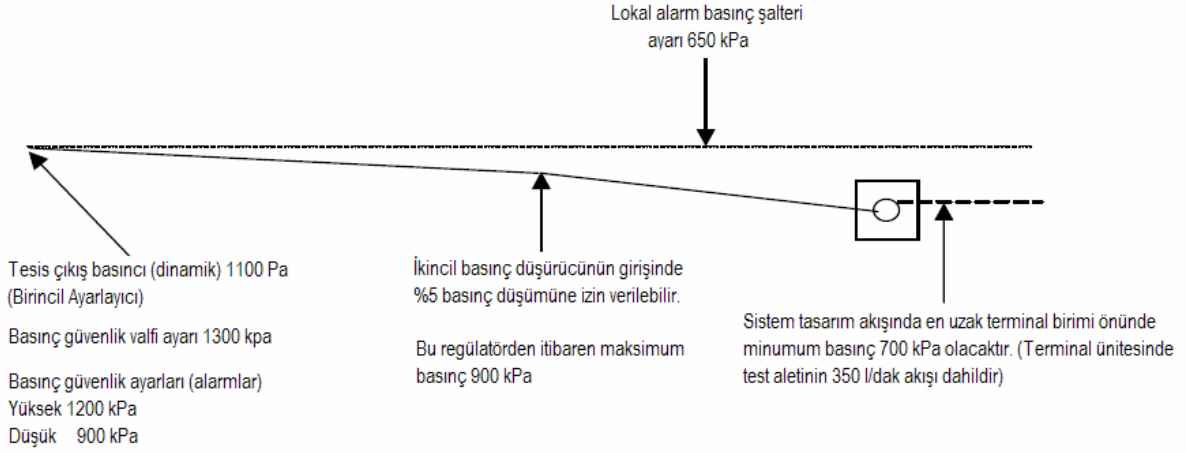 Lokal alarm basınç şalteri
ayarı 650 kPa
Tesis çıkış basıncı (dinamik) 1100 Pa
(Birincil Ayarlayıcı)
Basınç güvenlik valfi ayarı 1300 kpa
Basınç güvenlik ayarları (alarmlar)
Yüksek 1200 kPa
Düşük 900 kPa
İkincil basınç düşürücünün girişinde
%5 basınç düşümüne izin verilebilir.
Bu regülatörden itibaren maksimum
basınç 900 kPa
Sistem tasarım akışında en uzak terminal birimi önünde
minumum basınç 700 kPa olacaktır. (Terminal ünitesinde
test aletinin 350 l/dak akışı dahildir)